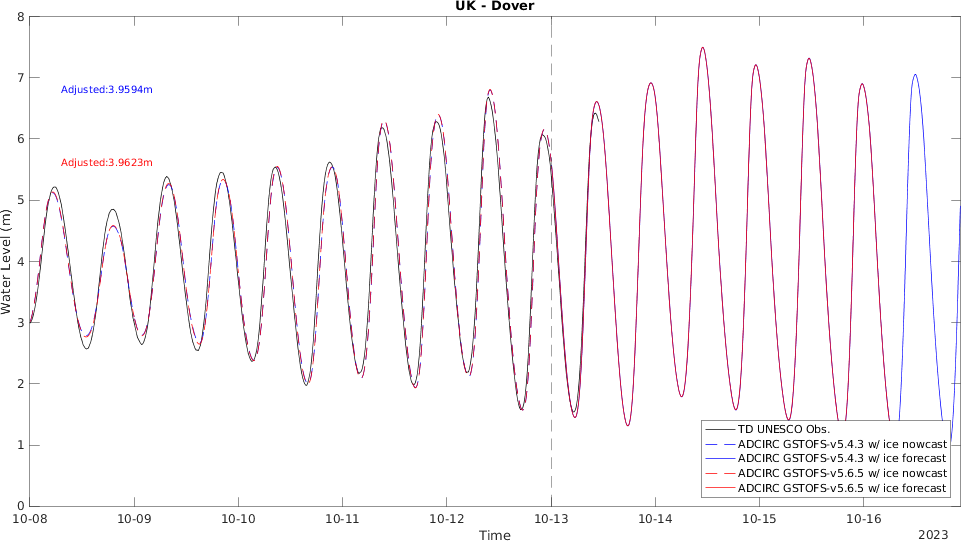 UK - Dover
8
7
6
5
4
3
2
1
0
Water Level (m)
Adjusted:3.9594m
Adjusted:3.9623m
TD UNESCO Obs.
ADCIRC GSTOFS-v5.4.3 w/ ice nowcast
ADCIRC GSTOFS-v5.4.3 w/ ice forecast
ADCIRC GSTOFS-v5.6.5 w/ ice nowcast
ADCIRC GSTOFS-v5.6.5 w/ ice forecast
10-08 10-09 10-10 10-11 10-12 10-13 10-14 10-15 10-16
Time
2023